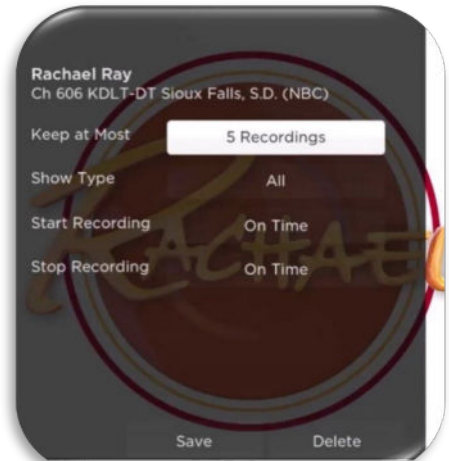 Rachael Ray
Ch 606 KDLT-DT Sioux Falls, S.D. (NBC)
Keep at Most 5 Recordings
Show Type All
Start Recording On Time
Stop Recording On Time
RACHAE
Save Delete